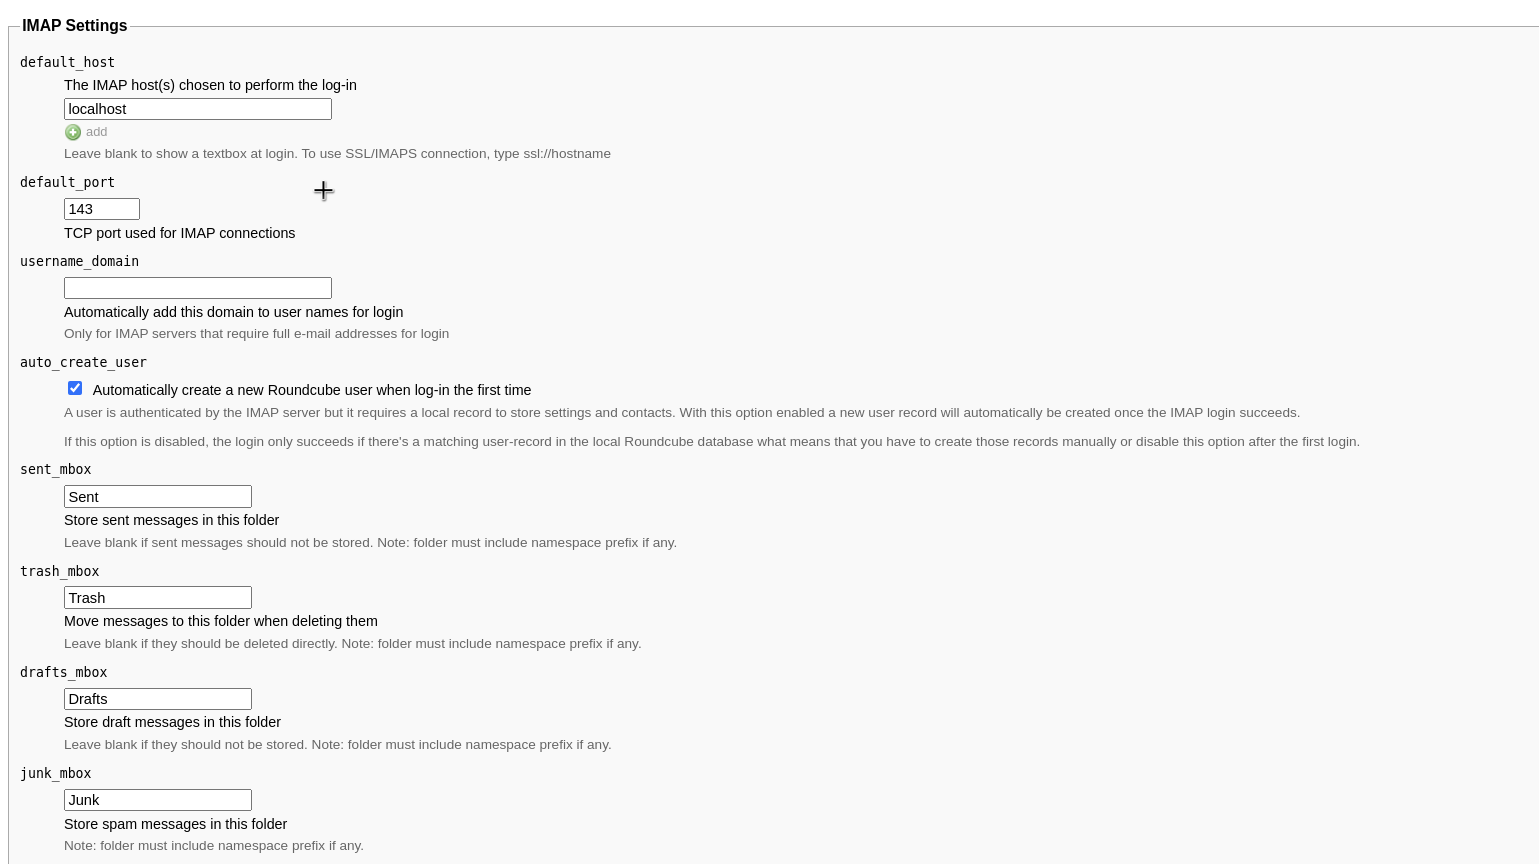 IMAP Settings
default_host
The IMAP host(s) chosen to perform the log-in
localhost
add
Leave blank to show a textbox at login. To use SSL/IMAPS connection, type ssl://hostname
default_port
143
TCP port used for IMAP connections
username_domain
Automatically add this domain to user names for login
Only for IMAP servers that require full e-mail addresses for login
auto_create_user
Automatically create a new Roundcube user when log-in the first time
A user is authenticated by the IMAP server but it requires a local record to store settings and contacts. With this option enabled a new user record will automatically be created once the IMAP login succeeds.
If this option is disabled, the login only succeeds if there's a matching user-record in the local Roundcube database what means that you have to create those records manually or disable this option after the first login.
sent_mbox
Sent
Store sent messages in this folder
Leave blank if sent messages should not be stored. Note: folder must include namespace prefix if any.
trash_mbox
Trash
Move messages to this folder when deleting them
Leave blank if they should be deleted directly. Note: folder must include namespace prefix if any.
drafts_mbox
Drafts
Store draft messages in this folder
Leave blank if they should not be stored. Note: folder must include namespace prefix if any.
junk_mbox
Junk
Store spam messages in this folder
Note: folder must include namespace prefix if any.